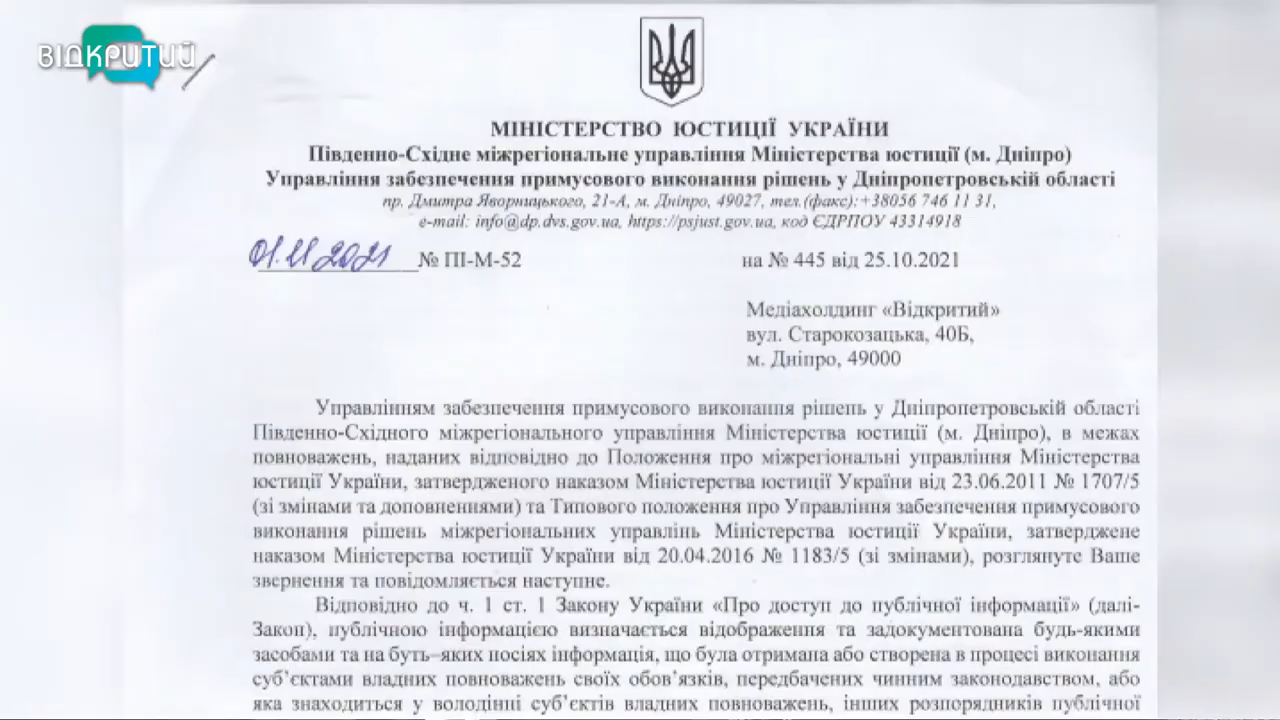 ВІДКРИТИЙ
МІНІСТЕРСТВО ЮСТИЦІЇ УКРАЇНИ
Південно-Східне міжрегіональне управління Міністерства юстиції (м. Дніпро)
Управління забезпечення примусового виконання рішень у Дніпропетровській області
пр. Дмитра Яворницького, 21-А, м. Дніпро, 49027, тел.(факс):+38056 746 11 31,
e-mail: info@dp.dvs.gov.ua, https://psjust.gov.ua, код ЄДРПОУ 43314918
01.11.2021 № ПІ-М-52 на № 445 від 25.10.2021
Медіахолдинг «Відкритий»
вул. Старокозацька, 40Б,
м. Дніпро, 49000
Управлінням забезпечення примусового виконання рішень у Дніпропетровській області
Південно-Східного міжрегіонального управління Міністерства юстиції (м. Дніпро), в межах
повноважень, наданих відповідно до Положення про міжрегіональні управління Міністерства
юстиції України, затвердженого наказом Міністерства юстиції України від 23.06.2011 № 1707/5
(зі змінами та доповненнями) та Типового положення про Управління забезпечення примусового
виконання рішень міжрегіональних управлінь Міністерства юстиції України, затверджене
наказом Міністерства юстиції України від 20.04.2016 № 1183/5 (зі змінами), розглянуте Ваше
звернення та повідомляється наступне.
Відповідно до ч. 1 ст. 1 Закону України «Про доступ до публічної інформації» (далі-
Закон), публічною інформацією визначається відображення та задокументована будь-якими
засобами та на буть–яких посіях інформація, що була отримана або створена в процесі виконання
суб’єктами владних повноважень своїх обов’язків, передбачених чинним законодавством, або
яка знаходиться у володінні суб’єктів владних повноважень, інших розпорядників публічної